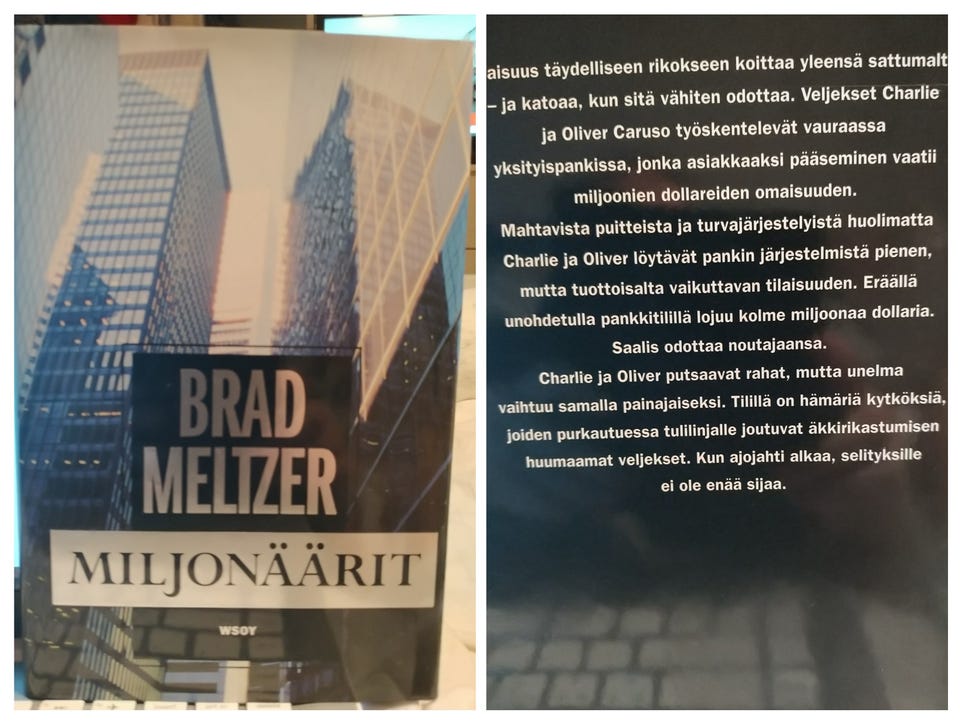 BRAD
MELTZER
MILJONÄÄRIT
WSOY
aisuus täydelliseen rikokseen koittaa yleensä sattumalt
– ja katoaa, kun sitä vähiten odottaa. Veljekset Charlie
ja Oliver Caruso työskentelevät vauraassa
yksityispankissa, jonka asiakkaaksi pääseminen vaatii
miljoonien dollareiden omaisuuden.
Mahtavista puitteista ja turvajärjestelyistä huolimatta
Charlie ja Oliver löytävät pankin järjestelmistä pienen,
mutta tuottoisalta vaikuttavan tilaisuuden. Eräällä
unohdetulla pankkitilillä lojuu kolme miljoonaa dollaria.
Saalis odottaa noutajaansa.
Charlie ja Oliver putsaavat rahat, mutta unelma
vaihtuu samalla painajaiseksi. Tilillä on hämäriä kytköksiä,
joiden purkautuessa tulilinjalle joutuvat äkkirikastumisen
huumaamat veljekset. Kun ajojahti alkaa, selityksille
ei ole enää sijaa.